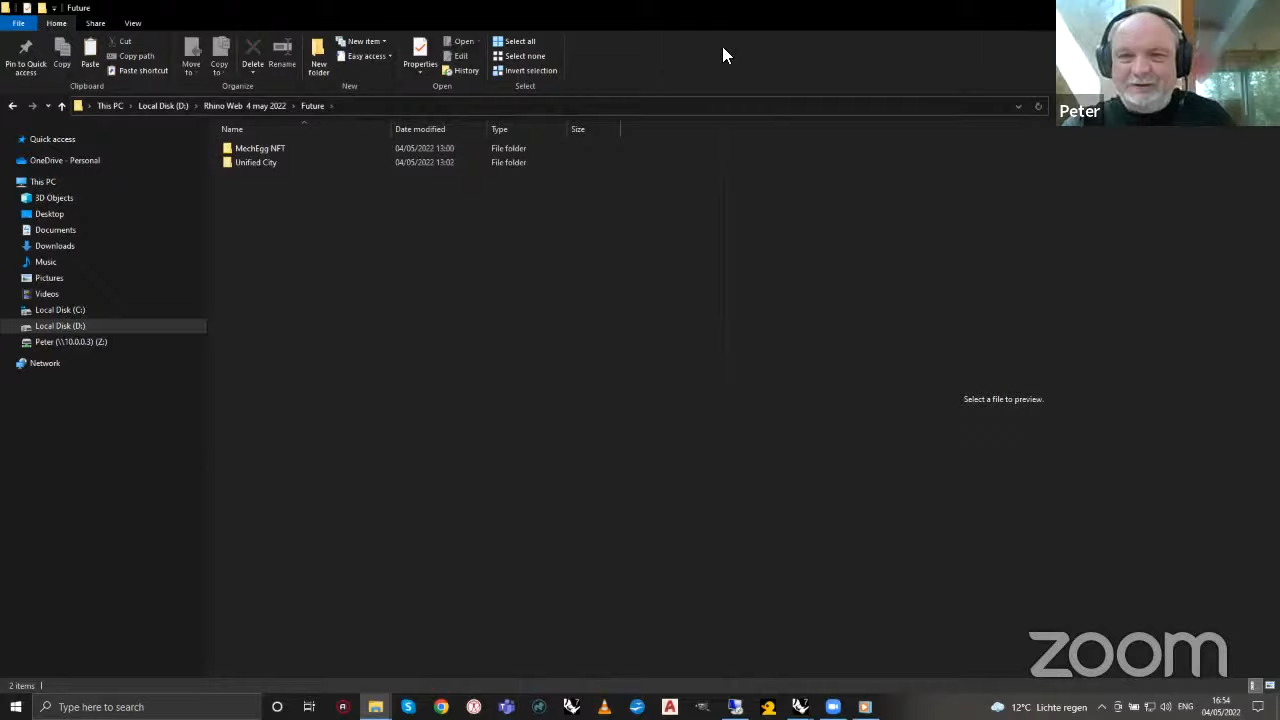 Future
File Home Share View
Pin to Quick access
Copy
Paste
Cut
Copy path
Paste shortcut
Move to
Copy to
Delete
Rename
New folder
New item
Easy access
Properties
Open
Edit
History
Select all
Select none
Invert selection
Clipboard Organize New Open Select
This PC > Local Disk (D:) > Rhino Web 4 may 2022 > Future >
Peter
Name Date modified Type Size
MechEgg NFT 04/05/2022 13:00 File folder
Unified City 04/05/2022 13:02 File folder
Quick access
OneDrive - Personal
This PC
3D Objects
Desktop
Documents
Downloads
Music
Pictures
Videos
Local Disk (C:)
Local Disk (D:)
Peter (\\10.0.0.3) (Z:)
Network
Select a file to preview.
zoom
2 items
Type here to search
12°C Lichte regen
ENG
16:54
04/05/2022